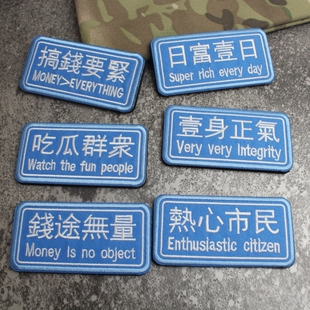 搞錢要緊
MONEY>EVERYTHING
日富壹日
Super rich every day
吃瓜群衆
Watch the fun people
壹身正氣
Very very Integrity
錢途無量
Money is no object
熱心市民
Enthusiastic citizen